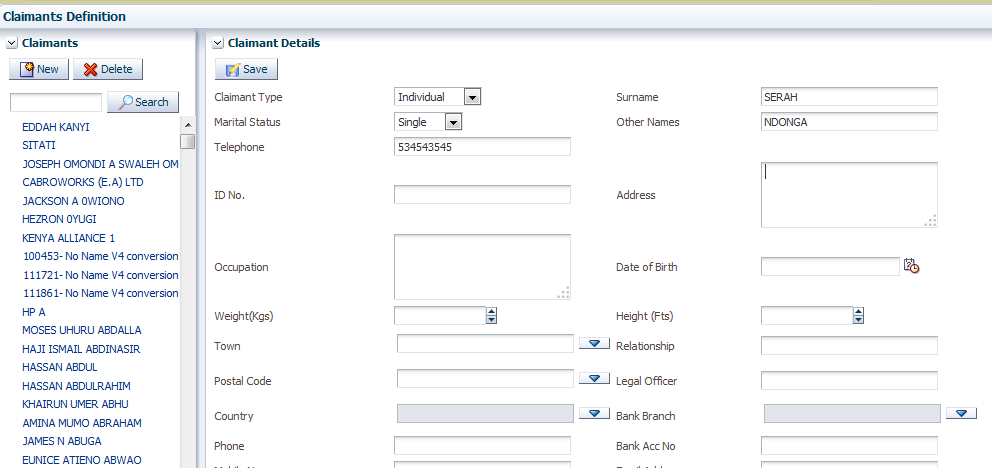 Claimants Definition
Claimants
New Delete
Search
EDDAH KANYI
SITATI
JOSEPH OMONDI A SWALEH OM
CABROWORKS (E.A) LTD
JACKSON A 0WIONO
HEZRON 0YUGI
KENYA ALLIANCE 1
100453- No Name V4 conversion
111721- No Name V4 conversion
111861- No Name V4 conversion
HP A
MOSES UHURU ABDALLA
HAJI ISMAIL ABDINASIR
HASSAN ABDUL
HASSAN ABDULRAHIM
KHAIRUN UMER ABHU
AMINA MUMO ABRAHAM
JAMES N ABUGA
EUNICE ATIENO ABWAO
Claimant Details
Save
Claimant Type Individual Surname SERAH
Marital Status Single Other Names NDONGA
Telephone 534543545
ID No. Address
Occupation Date of Birth
Weight(Kgs) Height (Fts)
Town Relationship
Postal Code Legal Officer
Country Bank Branch
Phone Bank Acc No